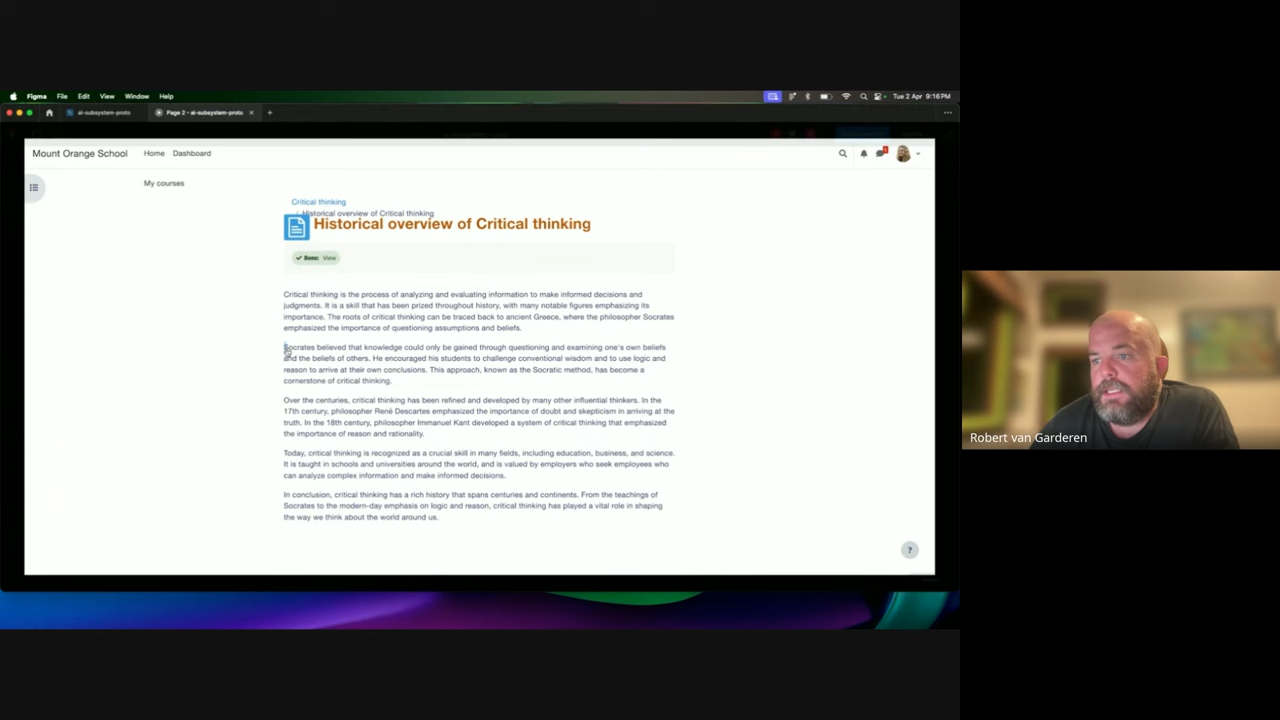 Figma File Edit View Window Help Tue 2 Apr 9:16 PM
ai-subsystem-proto Page 2 - ai-subsystem-proto
Mount Orange School Home Dashboard
My courses
Critical thinking
/ Historical overview of Critical thinking
Historical overview of Critical thinking
Done: View
Critical thinking is the process of analyzing and evaluating information to make informed decisions and
judgments. It is a skill that has been prized throughout history, with many notable figures emphasizing its
importance. The roots of critical thinking can be traced back to ancient Greece, where the philosopher Socrates
emphasized the importance of questioning assumptions and beliefs.
Socrates believed that knowledge could only be gained through questioning and examining one's own beliefs
and the beliefs of others. He encouraged his students to challenge conventional wisdom and to use logic and
reason to arrive at their own conclusions. This approach, known as the Socratic method, has become a
cornerstone of critical thinking.
Over the centuries, critical thinking has been refined and developed by many other influential thinkers. In the
17th century, philosopher René Descartes emphasized the importance of doubt and skepticism in arriving at the
truth. In the 18th century, philosopher Immanuel Kant developed a system of critical thinking that emphasized
the importance of reason and rationality.
Today, critical thinking is recognized as a crucial skill in many fields, including education, business, and science.
It is taught in schools and universities around the world, and is valued by employers who seek employees who
can analyze complex information and make informed decisions.
In conclusion, critical thinking has a rich history that spans centuries and continents. From the teachings of
Socrates to the modern-day emphasis on logic and reason, critical thinking has played a vital role in shaping
the way we think about the world around us.
?
Robert van Garderen